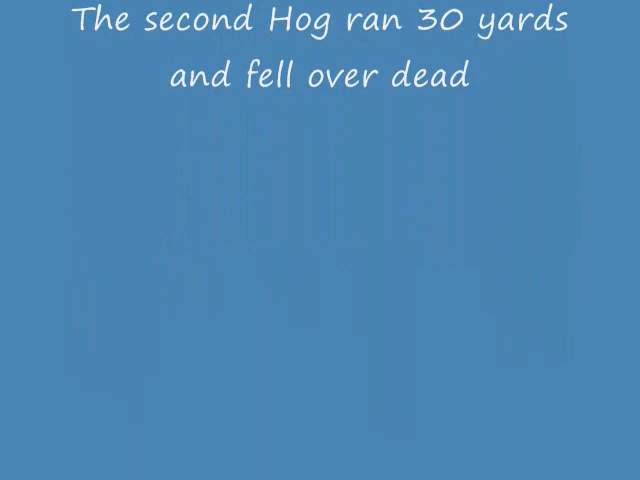 The second Hog ran 30 yards
and fell over dead